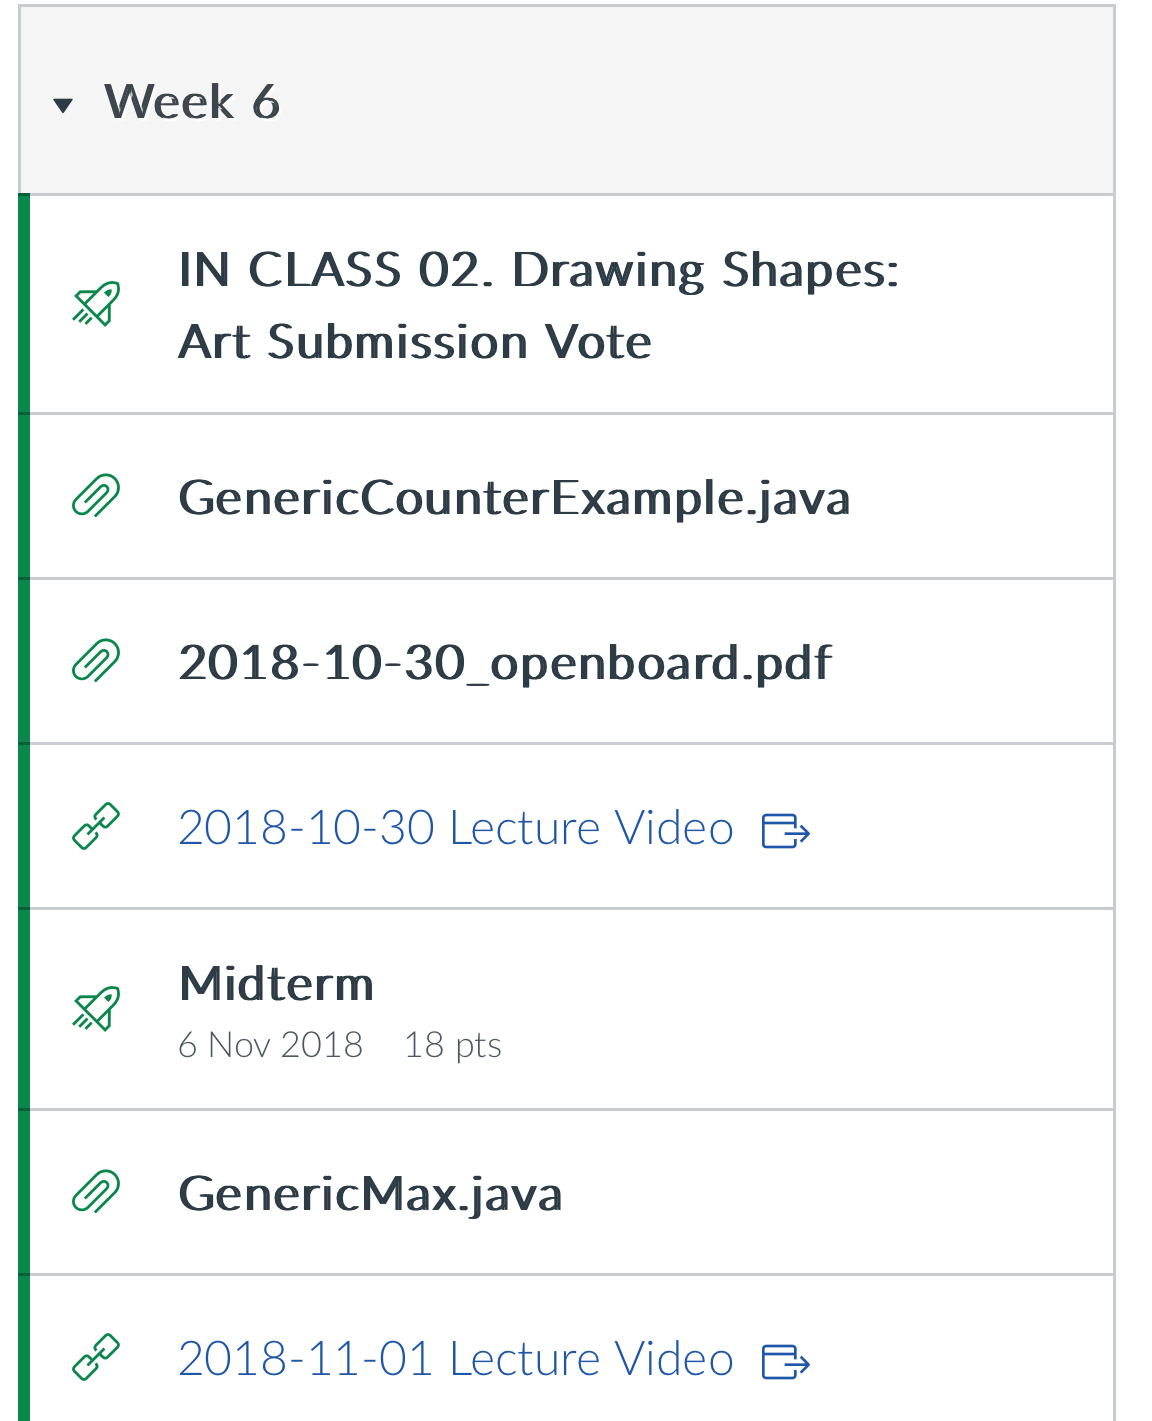 Week 6
IN CLASS 02. Drawing Shapes:
Art Submission Vote
GenericCounterExample.java
2018-10-30_openboard.pdf
2018-10-30 Lecture Video
Midterm
6 Nov 2018 18 pts
GenericMax.java
2018-11-01 Lecture Video